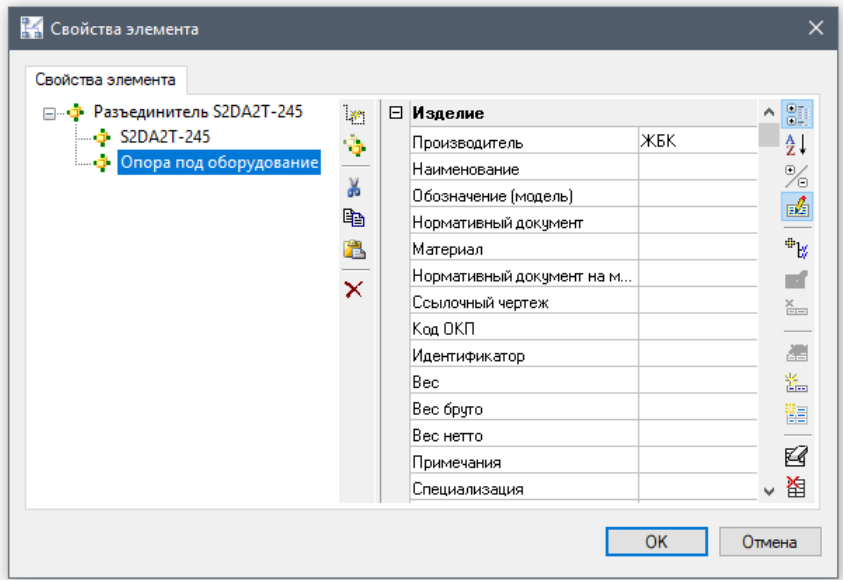 Свойства элемента
Свойства элемента
Разъединитель S2DA2T-245
S2DA2T-245
Опора под оборудование
Изделие
Производитель ЖБК
Наименование
Обозначение (модель)
Нормативный документ
Материал
Нормативный документ на м...
Ссылочный чертеж
Код ОКП
Идентификатор
Вес
Вес бруто
Вес нетто
Примечания
Специализация
OK Отмена